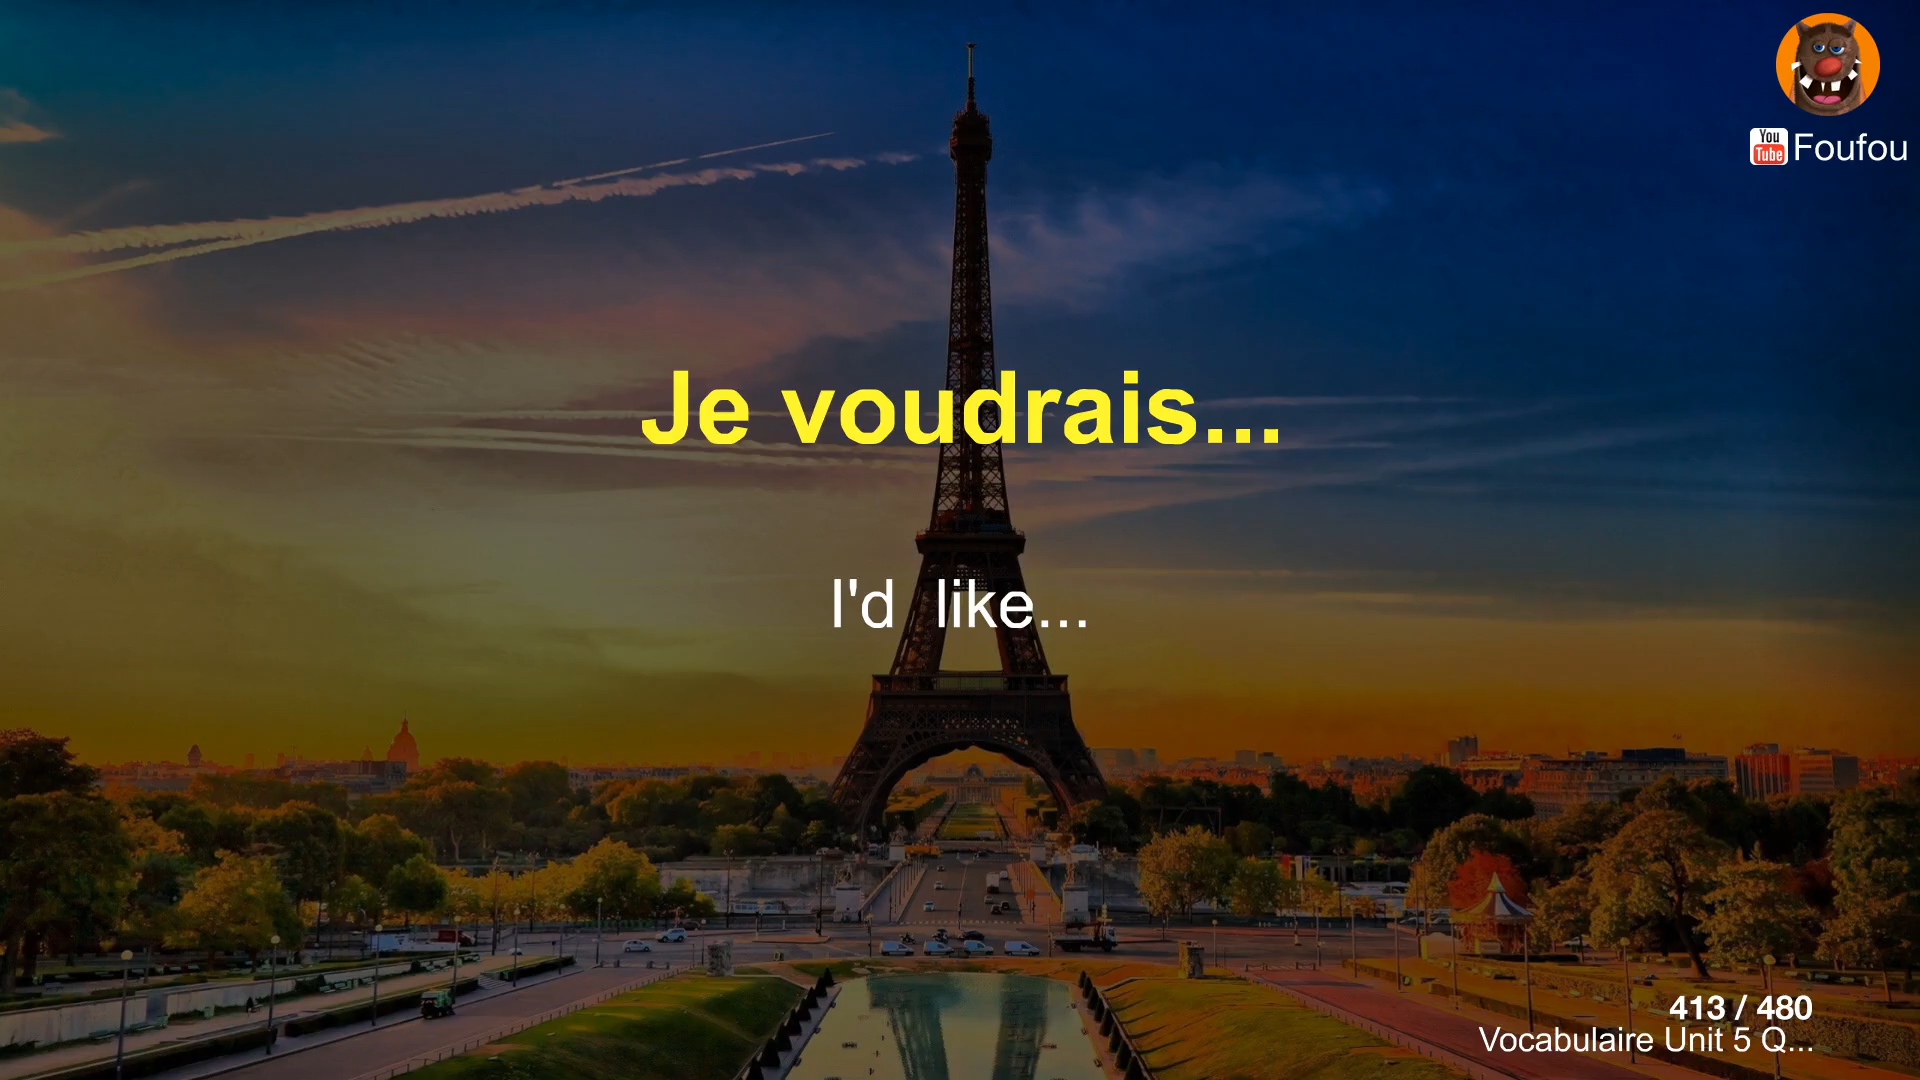 You
Tube
Foufou
Je voudrais...
I'd like...
413 / 480
Vocabulaire Unit 5 Q...